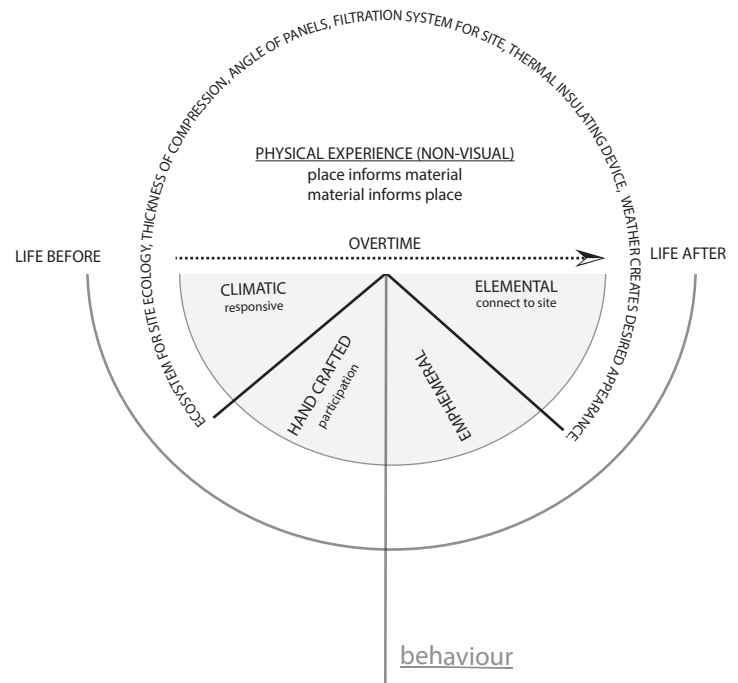 ECOSYSTEM FOR SITE ECOLOGY, THICKNESS OF COMPRESSION, ANGLE OF PANELS, FILTRATION SYSTEM FOR SITE, THERMAL INSULATING DEVICE, WEATHER CREATES DESIRED APPEARANCE.
PHYSICAL EXPERIENCE (NON-VISUAL)
place informs material
material informs place
LIFE BEFORE
OVERTIME
LIFE AFTER
CLIMATIC
responsive
HAND CRAFTED
participation
EMPHEMERAL
ELEMENTAL
connect to site
behaviour